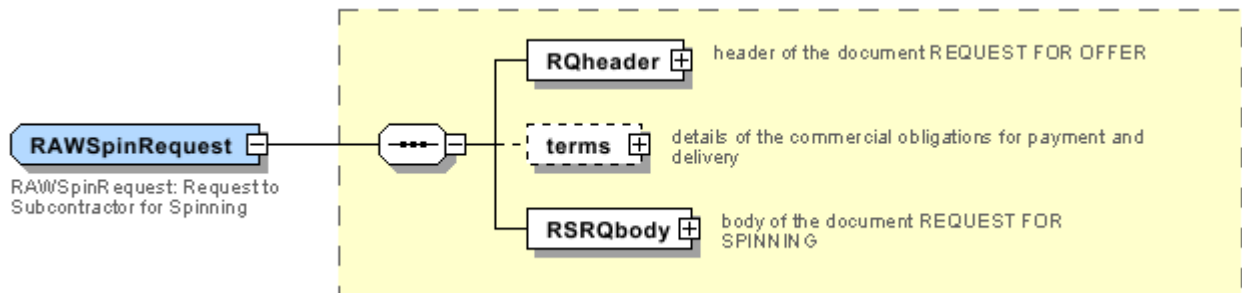 RQheader
header of the document REQUEST FOR OFFER
RAWSpinRequest
terms
details of the commercial obligations for payment and
delivery
RAWSpinRequest: Request to
Subcontractor for Spinning
RSRQbody
body of the document REQUEST FOR
SPINNING